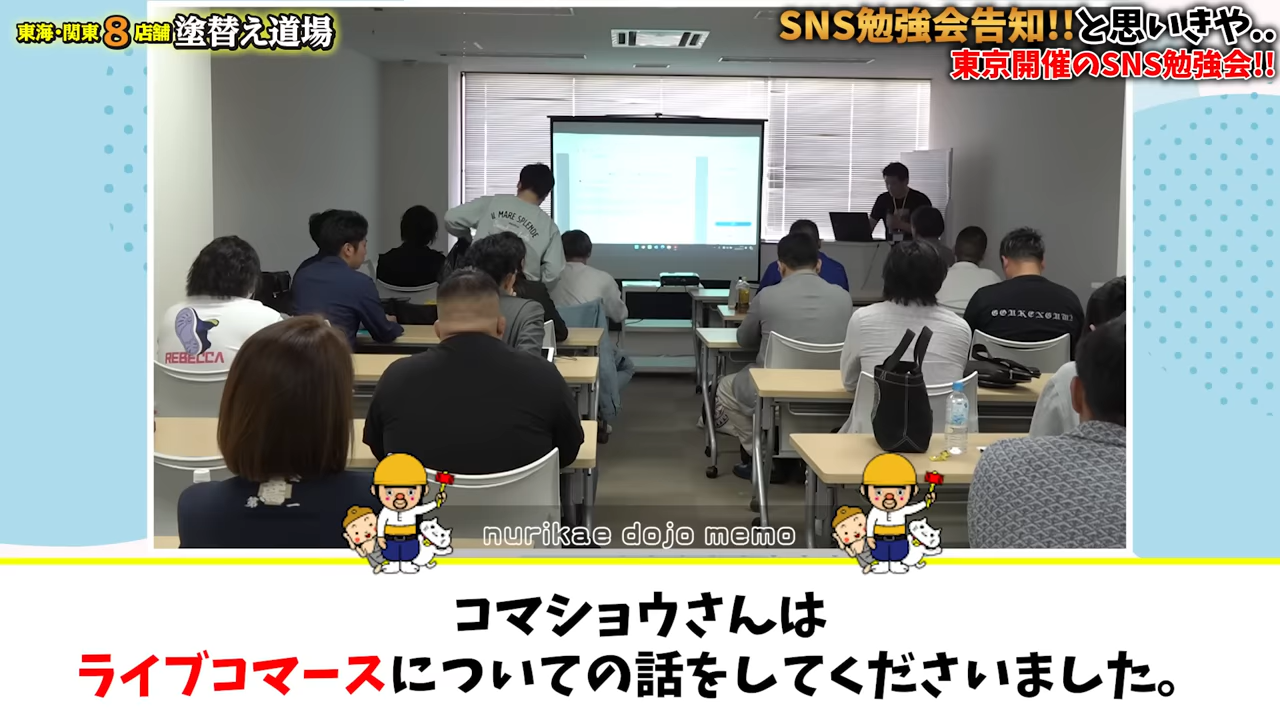 東海・関東8店舗 塗替え道場
SNS勉強会告知!!と思いきや..
東京開催のSNS勉強会!!
IL MARE SPLENDE
REBECCA
nurikae dojo memo
コマショウさんは
ライブコマースについての話をしてくださいました。